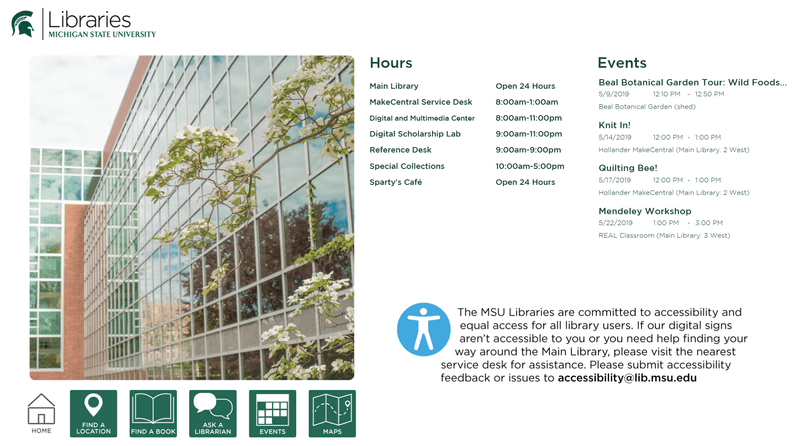 Libraries
MICHIGAN STATE UNIVERSITY
Hours
Main Library Open 24 Hours
MakeCentral Service Desk 8:00am-1:00am
Digital and Multimedia Center 8:00am-11:00pm
Digital Scholarship Lab 9:00am-11:00pm
Reference Desk 9:00am-9:00pm
Special Collections 10:00am-5:00pm
Sparty's Café Open 24 Hours
Events
Beal Botanical Garden Tour: Wild Foods...
5/9/2019 12:10 PM - 12:50 PM
Beal Botanical Garden (shed)
Knit In!
5/14/2019 12:00 PM - 1:00 PM
Hollander MakeCentral (Main Library: 2 West)
Quilting Bee!
5/17/2019 12:00 PM - 1:00 PM
Hollander MakeCentral (Main Library: 2 West)
Mendeley Workshop
5/22/2019 1:00 PM - 3:00 PM
REAL Classroom (Main Library: 3 West)
The MSU Libraries are committed to accessibility and
equal access for all library users. If our digital signs
aren't accessible to you or you need help finding your
way around the Main Library, please visit the nearest
service desk for assistance. Please submit accessibility
feedback or issues to accessibility@lib.msu.edu
HOME
FIND A
LOCATION
FIND A BOOK
ASK A
LIBRARIAN
EVENTS
MAPS